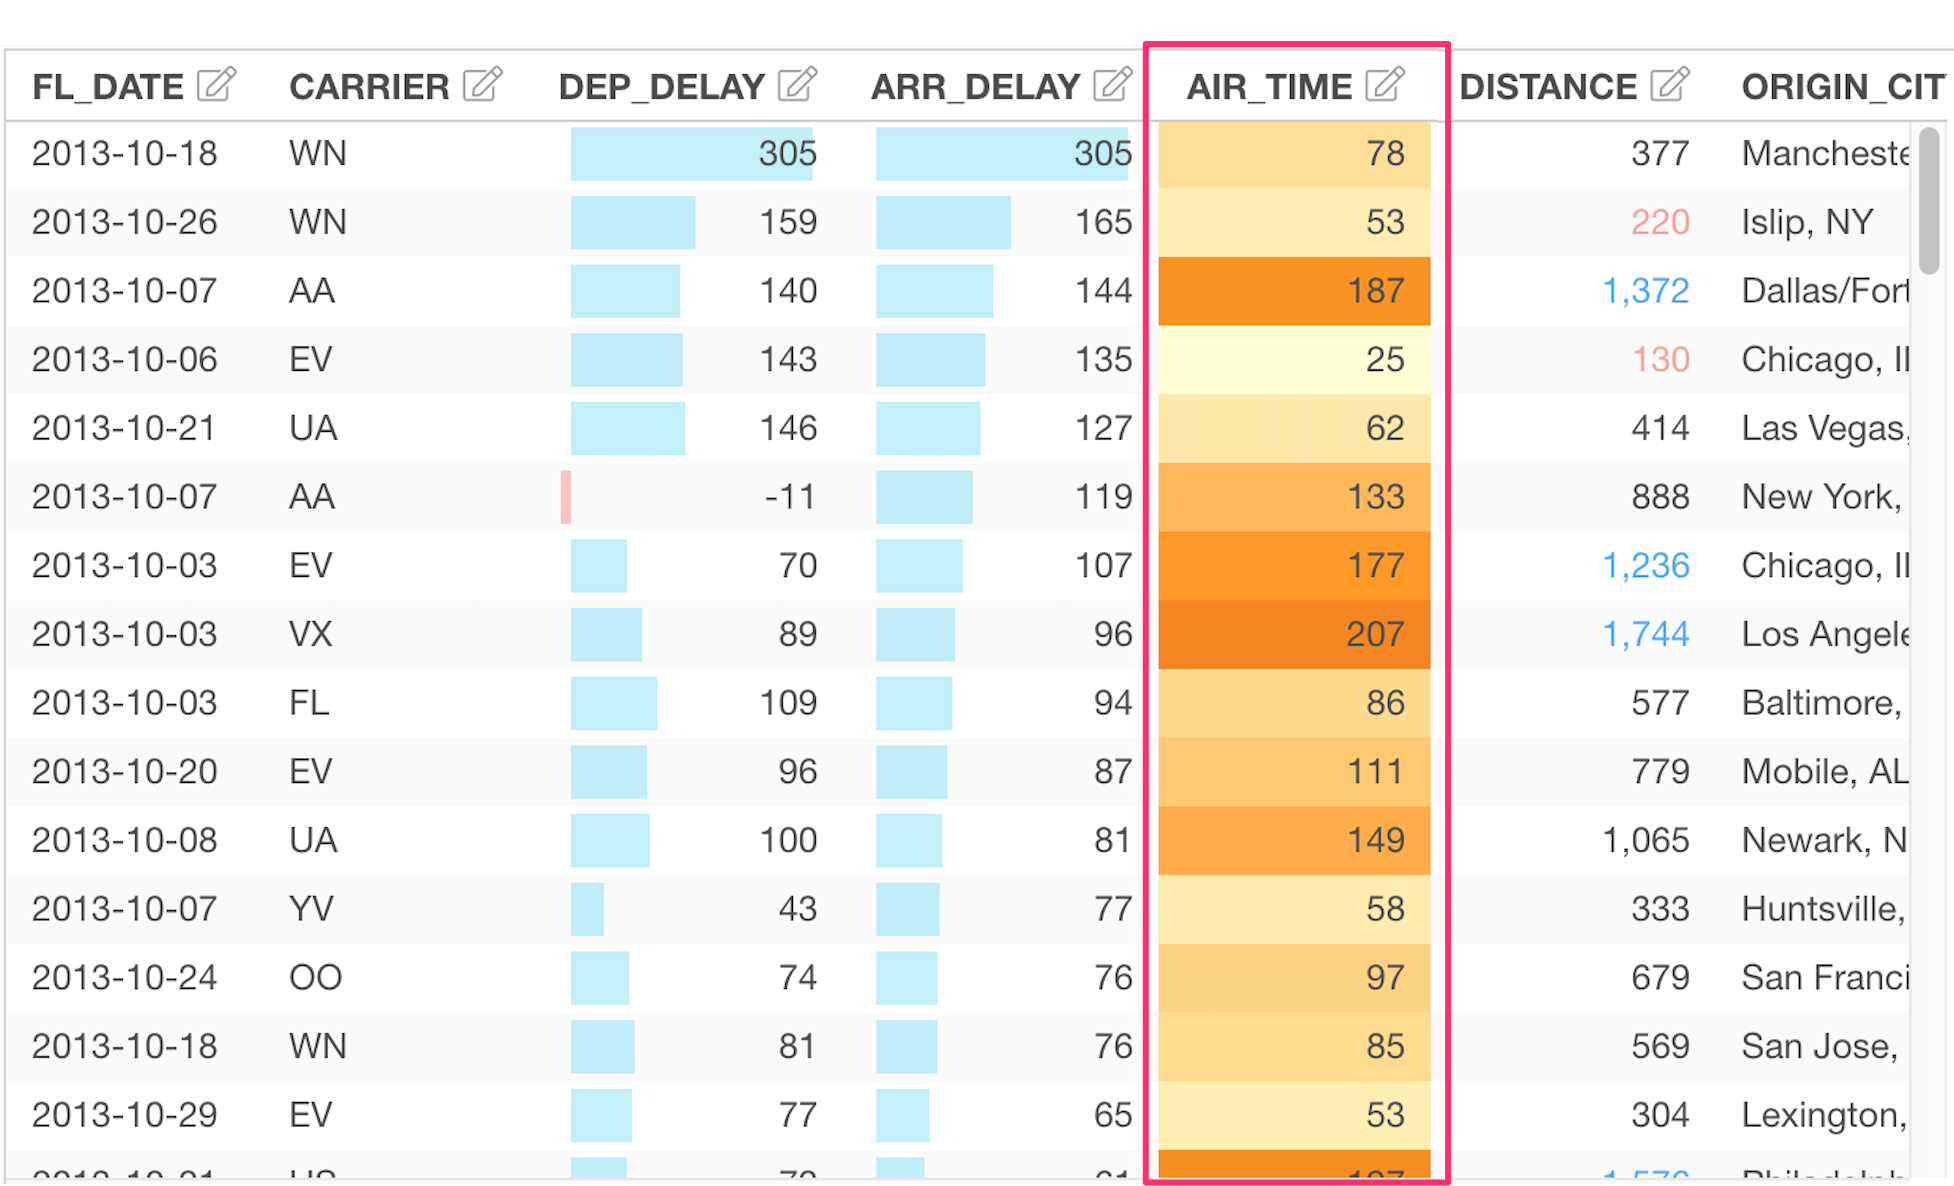 FL_DATE CARRIER DEP_DELAY ARR_DELAY AIR_TIME DISTANCE ORIGIN_CIT
2013-10-18 WN 305 305 78 377 Mancheste
2013-10-26 WN 159 165 53 220 Islip, NY
2013-10-07 AA 140 144 187 1,372 Dallas/Fort
2013-10-06 EV 143 135 25 130 Chicago, Il
2013-10-21 UA 146 127 62 414 Las Vegas,
2013-10-07 AA -11 119 133 888 New York,
2013-10-03 EV 70 107 177 1,236 Chicago, Il
2013-10-03 VX 89 96 207 1,744 Los Angele
2013-10-03 FL 109 94 86 577 Baltimore,
2013-10-20 EV 96 87 111 779 Mobile, AL
2013-10-08 UA 100 81 149 1,065 Newark, N
2013-10-07 YV 43 77 58 333 Huntsville,
2013-10-24 OO 74 76 97 679 San Franci
2013-10-18 WN 81 76 85 569 San Jose,
2013-10-29 EV 77 65 53 304 Lexington,